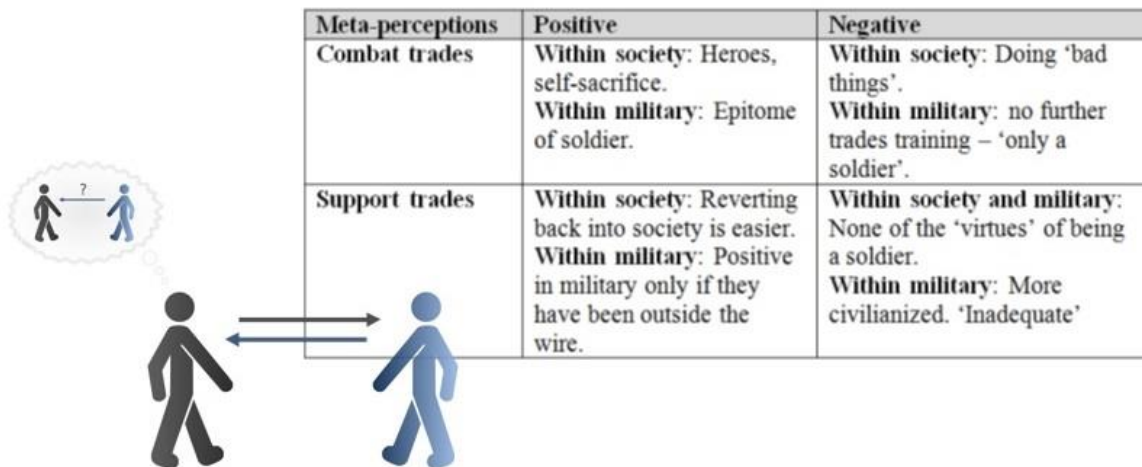 ?
Meta-perceptions
Positive
Negative
Combat trades
Within society: Heroes,
self-sacrifice.
Within military: Epitome
of soldier.
Within society: Doing ‘bad
things’.
Within military: no further
trades training – ‘only a
soldier’.
Support trades
Within society: Reverting
back into society is easier.
Within military: Positive
in military only if they
have been outside the
wire.
Within society and military:
None of the ‘virtues’ of being
a soldier.
Within military: More
civilianized. ‘Inadequate’